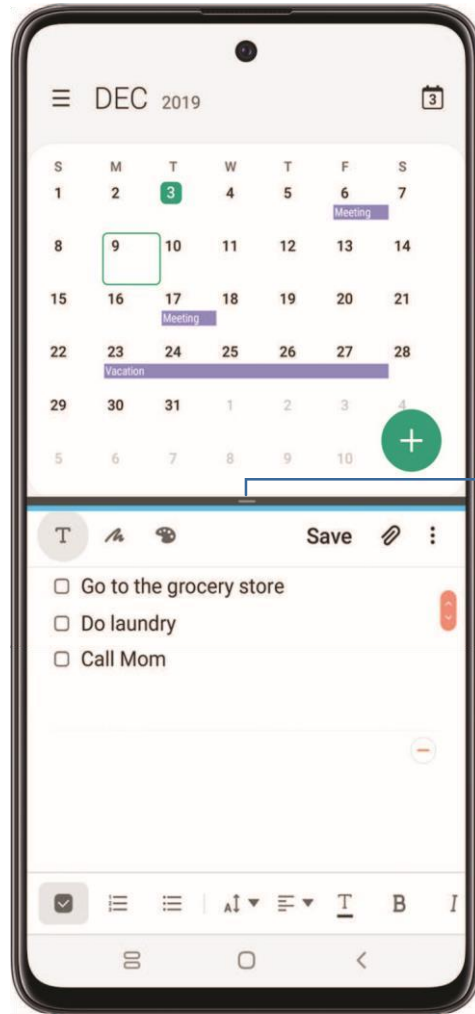 DEC 2019
3
S M T W T F S
1 2 3 4 5 6 7
Meeting
8 9 10 11 12 13 14
15 16 17 18 19 20 21
Meeting
22 23 24 25 26 27 28
Vacation
29 30 31 1 2 3 4
5 6 7 8 9 10
T Save
Go to the grocery store
Do laundry
Call Mom
A T B I